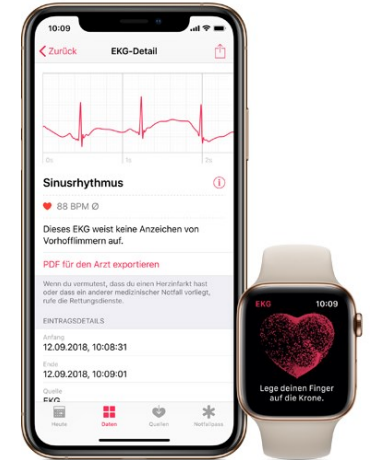 10:09
Zurück
EKG-Detail
0s
1s
2s
Sinusrhythmus
88 BPM Ø
Dieses EKG weist keine Anzeichen von
Vorhofflimmern auf.
PDF für den Arzt exportieren
Wenn du vermutest, dass du einen Herzinfarkt hast
oder dass ein anderer medizinischer Notfall vorliegt,
rufe die Rettungsdienste.
EINTRAGSDETAILS
Anfang
12.09.2018, 10:08:31
Ende
12.09.2018, 10:09:01
Quelle
EKG
Heute
Daten
Quellen
Notfallpass
EKG
10:09
Lege deinen Finger
auf die Krone.